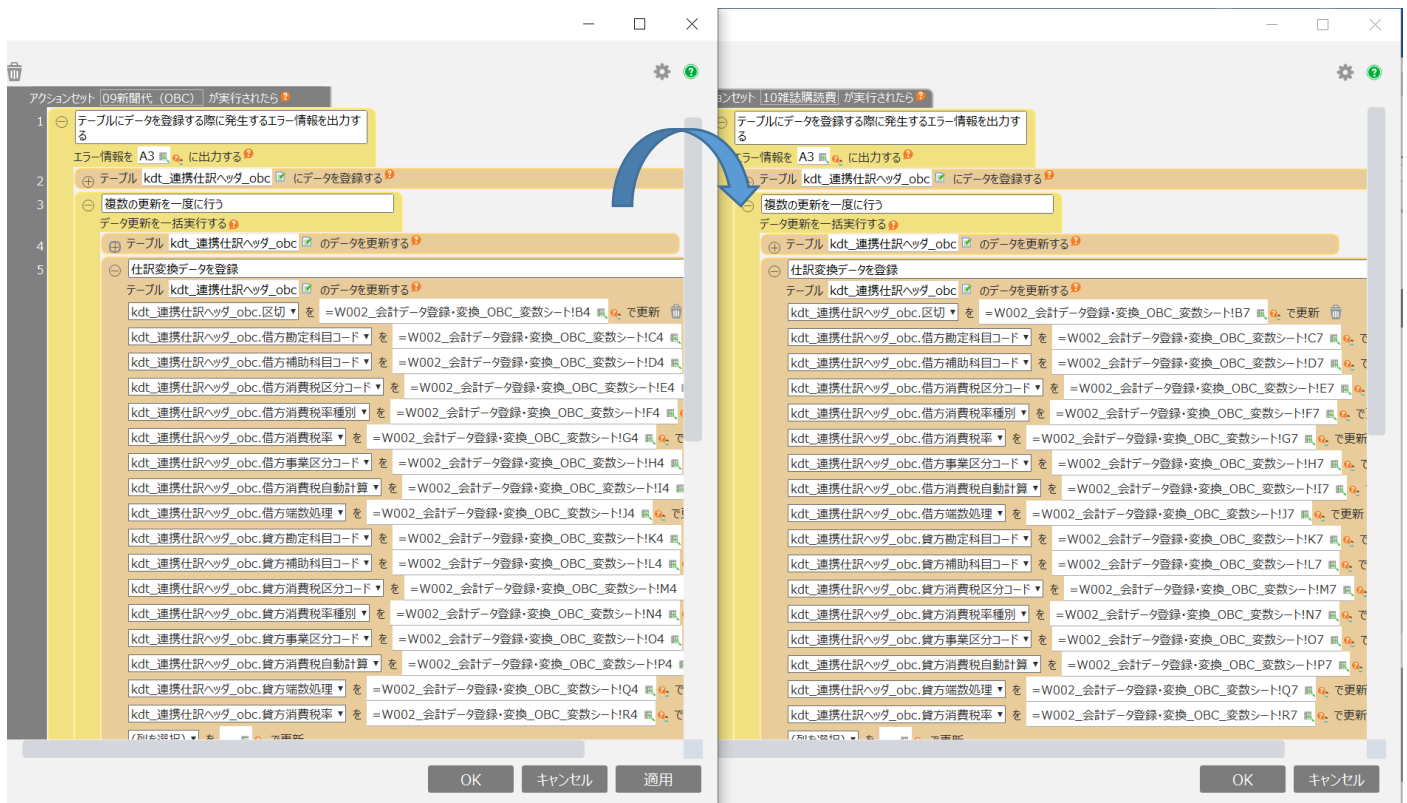 アクションセット 09新聞代（OBC） が実行されたら
1 テーブルにデータを登録する際に発生するエラー情報を出力す
る
エラー情報を A3 に出力する
2 テーブル kdt_連携仕訳ヘッダ_obc にデータを登録する
3 複数の更新を一度に行う
データ更新を一括実行する
4 テーブル kdt_連携仕訳ヘッダ_obc のデータを更新する
5 仕訳変換データを登録
テーブル kdt_連携仕訳ヘッダ_obc のデータを更新する
kdt_連携仕訳ヘッダ_obc.区切 を =W002_会計データ登録・変換_OBC_変数シート!B4 で更新
kdt_連携仕訳ヘッダ_obc.借方勘定科目コード を =W002_会計データ登録・変換_OBC_変数シート!C4
kdt_連携仕訳ヘッダ_obc.借方補助科目コード を =W002_会計データ登録・変換_OBC_変数シート!D4
kdt_連携仕訳ヘッダ_obc.借方消費税区分コード を =W002_会計データ登録・変換_OBC_変数シート!E4
kdt_連携仕訳ヘッダ_obc.借方消費税率種別 を =W002_会計データ登録・変換_OBC_変数シート!F4
kdt_連携仕訳ヘッダ_obc.借方消費税率 を =W002_会計データ登録・変換_OBC_変数シート!G4 で
kdt_連携仕訳ヘッダ_obc.借方事業区分コード を =W002_会計データ登録・変換_OBC_変数シート!H4
kdt_連携仕訳ヘッダ_obc.借方消費税自動計算 を =W002_会計データ登録・変換_OBC_変数シート!I4
kdt_連携仕訳ヘッダ_obc.借方端数処理 を =W002_会計データ登録・変換_OBC_変数シート!J4 で
kdt_連携仕訳ヘッダ_obc.貸方勘定科目コード を =W002_会計データ登録・変換_OBC_変数シート!K4
kdt_連携仕訳ヘッダ_obc.貸方補助科目コード を =W002_会計データ登録・変換_OBC_変数シート!L4
kdt_連携仕訳ヘッダ_obc.貸方消費税区分コード を =W002_会計データ登録・変換_OBC_変数シート!M4
kdt_連携仕訳ヘッダ_obc.貸方消費税率種別 を =W002_会計データ登録・変換_OBC_変数シート!N4
kdt_連携仕訳ヘッダ_obc.貸方事業区分コード を =W002_会計データ登録・変換_OBC_変数シート!O4
kdt_連携仕訳ヘッダ_obc.貸方消費税自動計算 を =W002_会計データ登録・変換_OBC_変数シート!P4
kdt_連携仕訳ヘッダ_obc.貸方端数処理 を =W002_会計データ登録・変換_OBC_変数シート!Q4 で
kdt_連携仕訳ヘッダ_obc.貸方消費税率 を =W002_会計データ登録・変換_OBC_変数シート!R4 で
(列を選択) を で更新
OK キャンセル 適用
ョンセット 10雑誌購読費 が実行されたら
テーブルにデータを登録する際に発生するエラー情報を出力す
る
エラー情報を A3 に出力する
テーブル kdt_連携仕訳ヘッダ_obc にデータを登録する
複数の更新を一度に行う
データ更新を一括実行する
テーブル kdt_連携仕訳ヘッダ_obc のデータを更新する
仕訳変換データを登録
テーブル kdt_連携仕訳ヘッダ_obc のデータを更新する
kdt_連携仕訳ヘッダ_obc.区切 を =W002_会計データ登録・変換_OBC_変数シート!B7 で更新
kdt_連携仕訳ヘッダ_obc.借方勘定科目コード を =W002_会計データ登録・変換_OBC_変数シート!C7 で
kdt_連携仕訳ヘッダ_obc.借方補助科目コード を =W002_会計データ登録・変換_OBC_変数シート!D7 で
kdt_連携仕訳ヘッダ_obc.借方消費税区分コード を =W002_会計データ登録・変換_OBC_変数シート!E7
kdt_連携仕訳ヘッダ_obc.借方消費税率種別 を =W002_会計データ登録・変換_OBC_変数シート!F7 で
kdt_連携仕訳ヘッダ_obc.借方消費税率 を =W002_会計データ登録・変換_OBC_変数シート!G7 で更新
kdt_連携仕訳ヘッダ_obc.借方事業区分コード を =W002_会計データ登録・変換_OBC_変数シート!H7 で
kdt_連携仕訳ヘッダ_obc.借方消費税自動計算 を =W002_会計データ登録・変換_OBC_変数シート!I7
kdt_連携仕訳ヘッダ_obc.借方端数処理 を =W002_会計データ登録・変換_OBC_変数シート!J7 で更新
kdt_連携仕訳ヘッダ_obc.貸方勘定科目コード を =W002_会計データ登録・変換_OBC_変数シート!K7 で
kdt_連携仕訳ヘッダ_obc.貸方補助科目コード を =W002_会計データ登録・変換_OBC_変数シート!L7 で
kdt_連携仕訳ヘッダ_obc.貸方消費税区分コード を =W002_会計データ登録・変換_OBC_変数シート!M7
kdt_連携仕訳ヘッダ_obc.貸方消費税率種別 を =W002_会計データ登録・変換_OBC_変数シート!N7 で
kdt_連携仕訳ヘッダ_obc.貸方事業区分コード を =W002_会計データ登録・変換_OBC_変数シート!O7 で
kdt_連携仕訳ヘッダ_obc.貸方消費税自動計算 を =W002_会計データ登録・変換_OBC_変数シート!P7
kdt_連携仕訳ヘッダ_obc.貸方端数処理 を =W002_会計データ登録・変換_OBC_変数シート!Q7 で更新
kdt_連携仕訳ヘッダ_obc.貸方消費税率 を =W002_会計データ登録・変換_OBC_変数シート!R7 で更新
(列を選択) を で更新
OK キャンセル